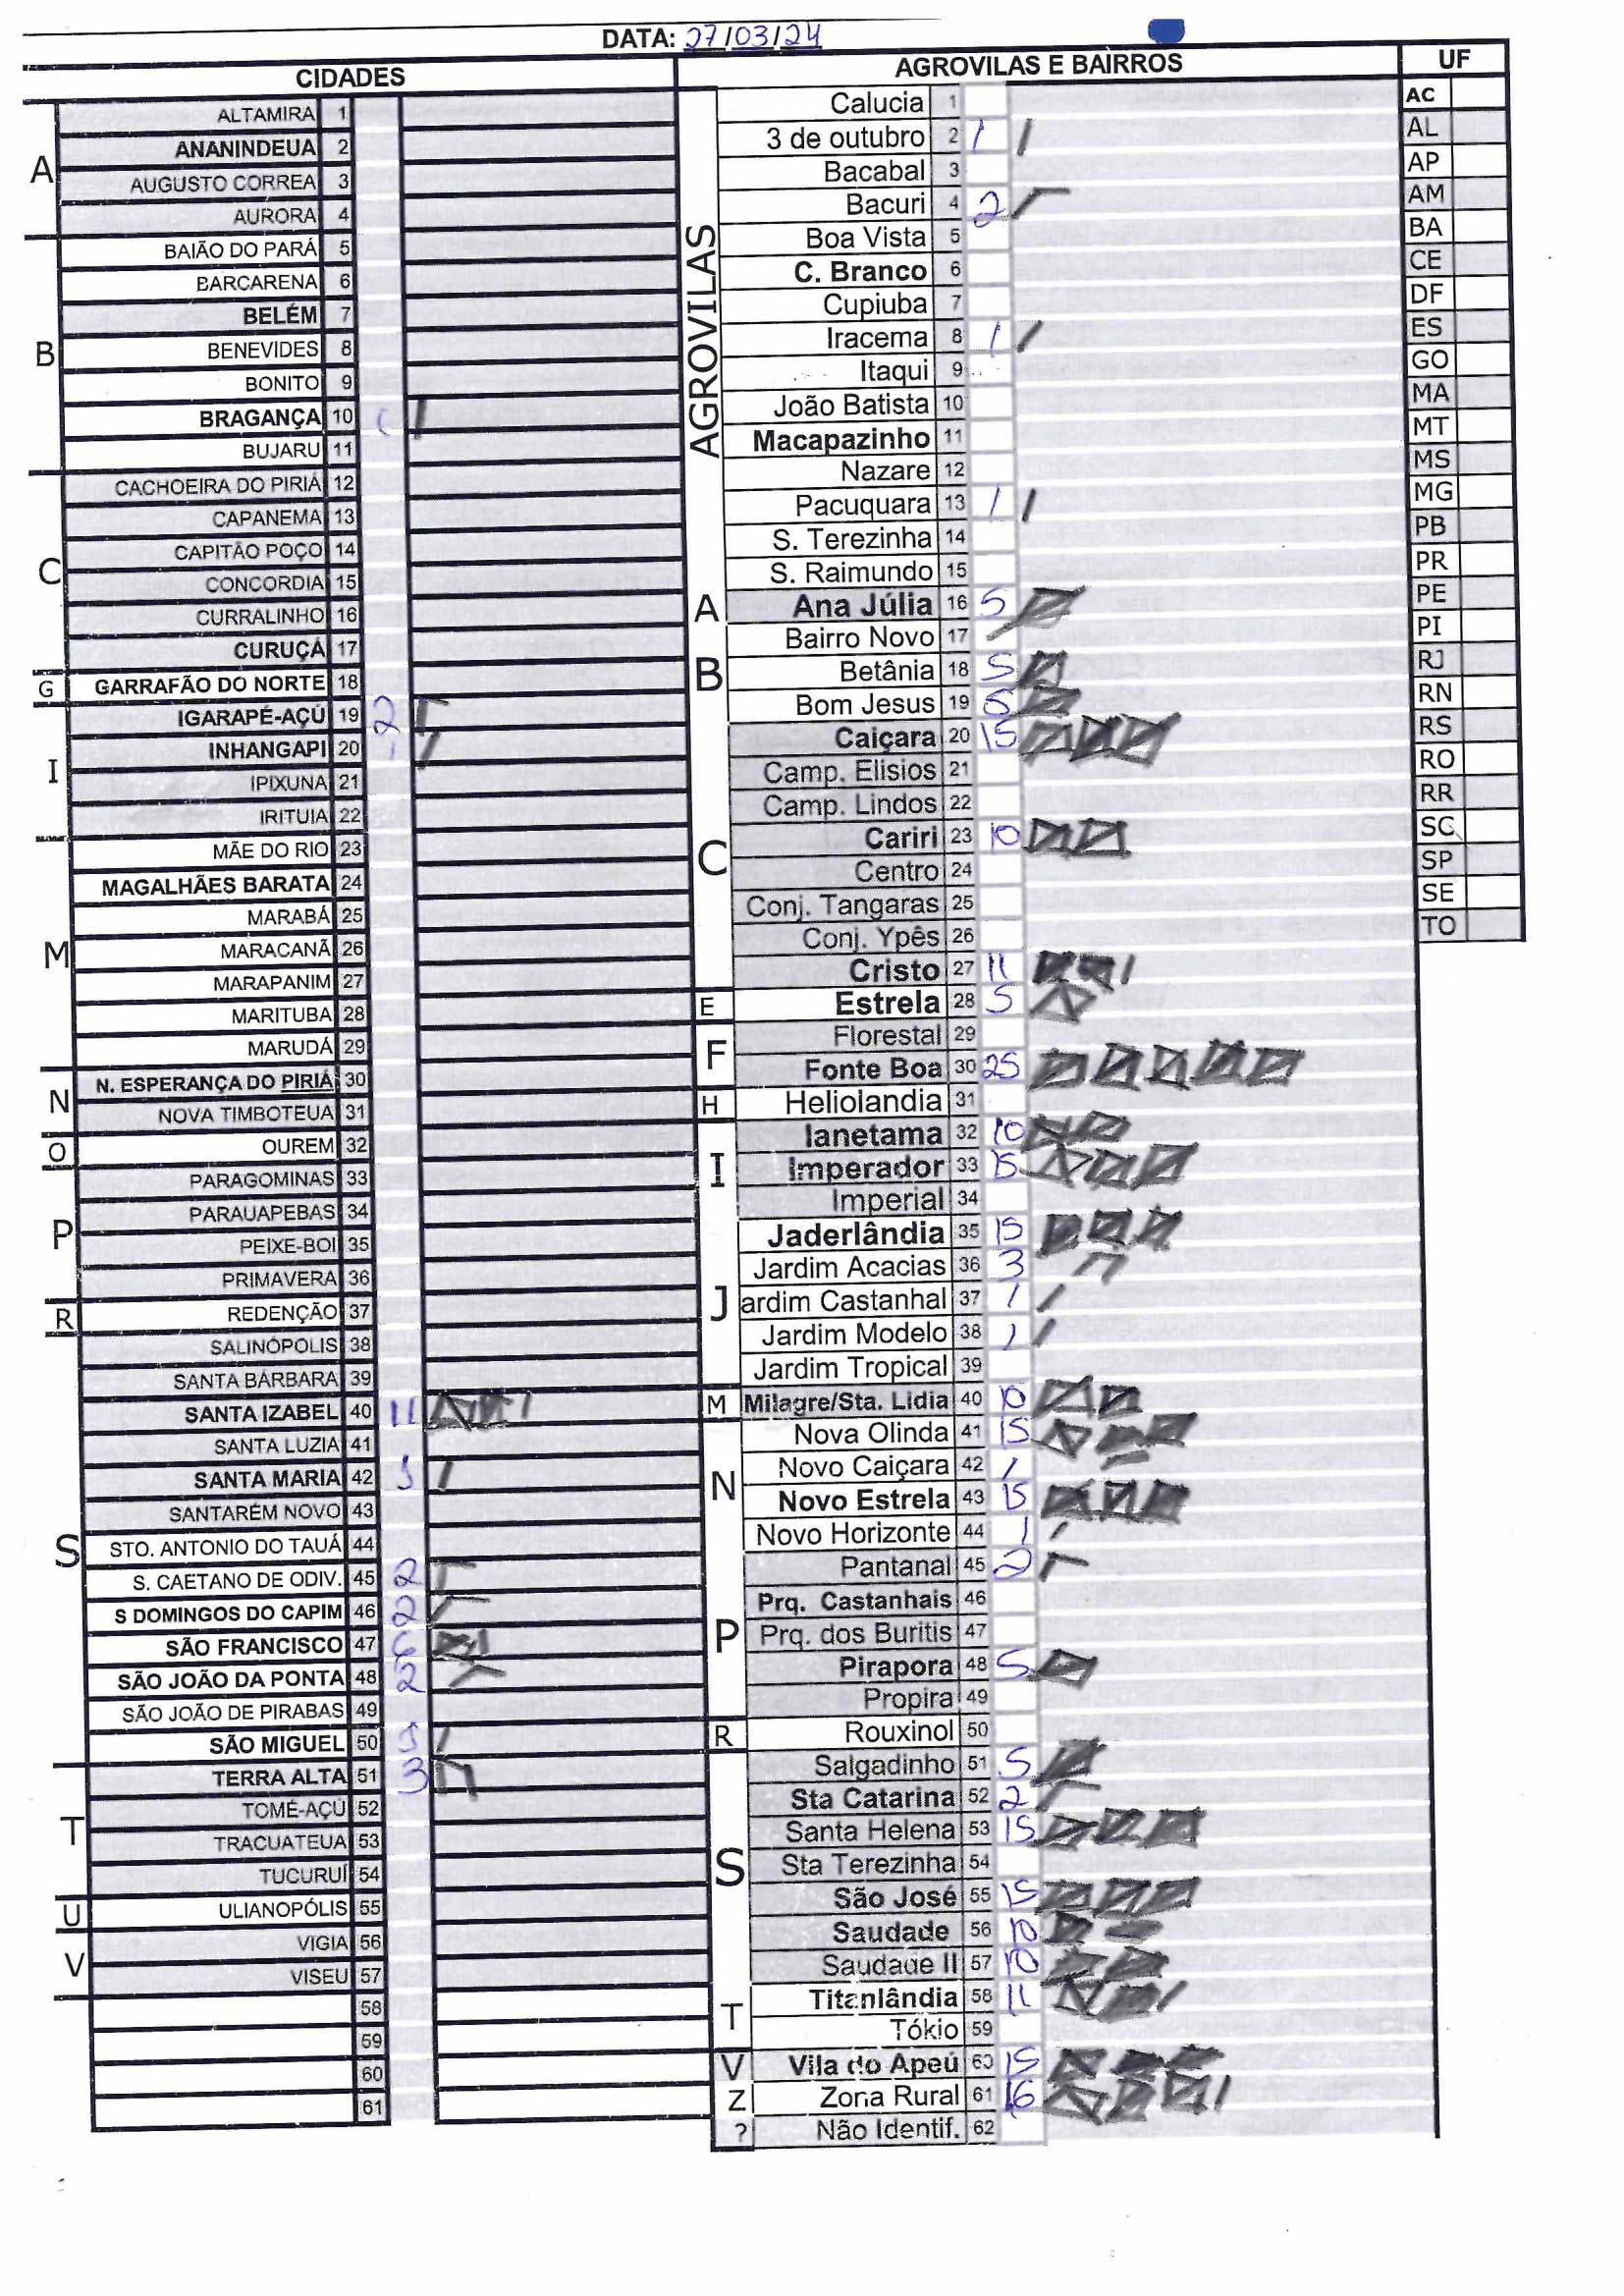 DATA: 27/03/24
CIDADES
A
ALTAMIRA 1
ANANINDEUA 2
AUGUSTO CORREA 3
AURORA 4
B
BAIÃO DO PARÁ 5
BARCARENA 6
BELÉM 7
BENEVIDES 8
BONITO 9
BRAGANÇA 10 1
BUJARU 11
C
CACHOEIRA DO PIRIÁ 12
CAPANEMA 13
CAPITÃO POÇO 14
CONCORDIA 15
CURRALINHO 16
CURUÇÁ 17
G
GARRAFÃO DO NORTE 18
I
IGARAPÉ-AÇÚ 19 2
INHANGAPI 20 1
IPIXUNA 21
IRITUIA 22
M
MÃE DO RIO 23
MAGALHÃES BARATA 24
MARABÁ 25
MARACANÃ 26
MARAPANIM 27
MARITUBA 28
MARUDÁ 29
N
N. ESPERANÇA DO PIRIÁ 30
NOVA TIMBOTEUA 31
O
OUREM 32
P
PARAGOMINAS 33
PARAUAPEBAS 34
PEIXE-BOI 35
PRIMAVERA 36
R
REDENÇÃO 37
S
SALINÓPOLIS 38
SANTA BÁRBARA 39
SANTA IZABEL 40 11
SANTA LUZIA 41
SANTA MARIA 42
SANTARÉM NOVO 43
STO. ANTONIO DO TAUÁ 44
S. CAETANO DE ODIV. 45 2
S DOMINGOS DO CAPIM 46 2
SÃO FRANCISCO 47 6
SÃO JOÃO DA PONTA 48 2
SÃO JOÃO DE PIRABAS 49
SÃO MIGUEL 50
T
TERRA ALTA 51 3
TOMÉ-AÇÚ 52
TRACUATEUA 53
TUCURUÍ 54
U
ULIANOPÓLIS 55
V
VIGIA 56
VISEU 57
58
59
60
61
AGROVILAS E BAIRROS
AGROVILAS
Calucia 1
3 de outubro 2 1
Bacabal 3
Bacuri 4 2
Boa Vista 5
C. Branco 6
Cupiuba 7
Iracema 8 1
Itaqui 9
João Batista 10
Macapazinho 11
Nazare 12
Pacuquara 13 1
S. Terezinha 14
S. Raimundo 15
A
Ana Júlia 16 5
B
Bairro Novo 17
Betânia 18 5
Bom Jesus 19 5
C
Caiçara 20 15
Camp. Elisios 21
Camp. Lindos 22
Cariri 23 10
Centro 24
Conj. Tangaras 25
Conj. Ypês 26
Cristo 27 11
E
Estrela 28 5
F
Florestal 29
Fonte Boa 30 25
H
Heliolandia 31
I
Ianetama 32 10
Imperador 33 15
Imperial 34
J
Jaderlândia 35 15
Jardim Acacias 36 3
ardim Castanhal 37 1
Jardim Modelo 38 1
Jardim Tropical 39
M
Milagre/Sta. Lidia 40 10
N
Nova Olinda 41 15
Novo Caiçara 42 1
Novo Estrela 43 15
Novo Horizonte 44 1
P
Pantanal 45 2
Prq. Castanhais 46
Prq. dos Buritis 47
Pirapora 48 5
Propira 49
R
Rouxinol 50
S
Salgadinho 51 5
Sta Catarina 52 2
Santa Helena 53 15
Sta Terezinha 54
São José 55 15
Saudade 56 10
Saudade II 57 10
T
Titanlândia 58 11
Tókio 59
V
Vila do Apeú 60 15
Z
Zona Rural 61 16
?
Não Identif. 62
UF
AC
AL
AP
AM
BA
CE
DF
ES
GO
MA
MT
MS
MG
PB
PR
PE
PI
RJ
RN
RS
RO
RR
SC
SP
SE
TO